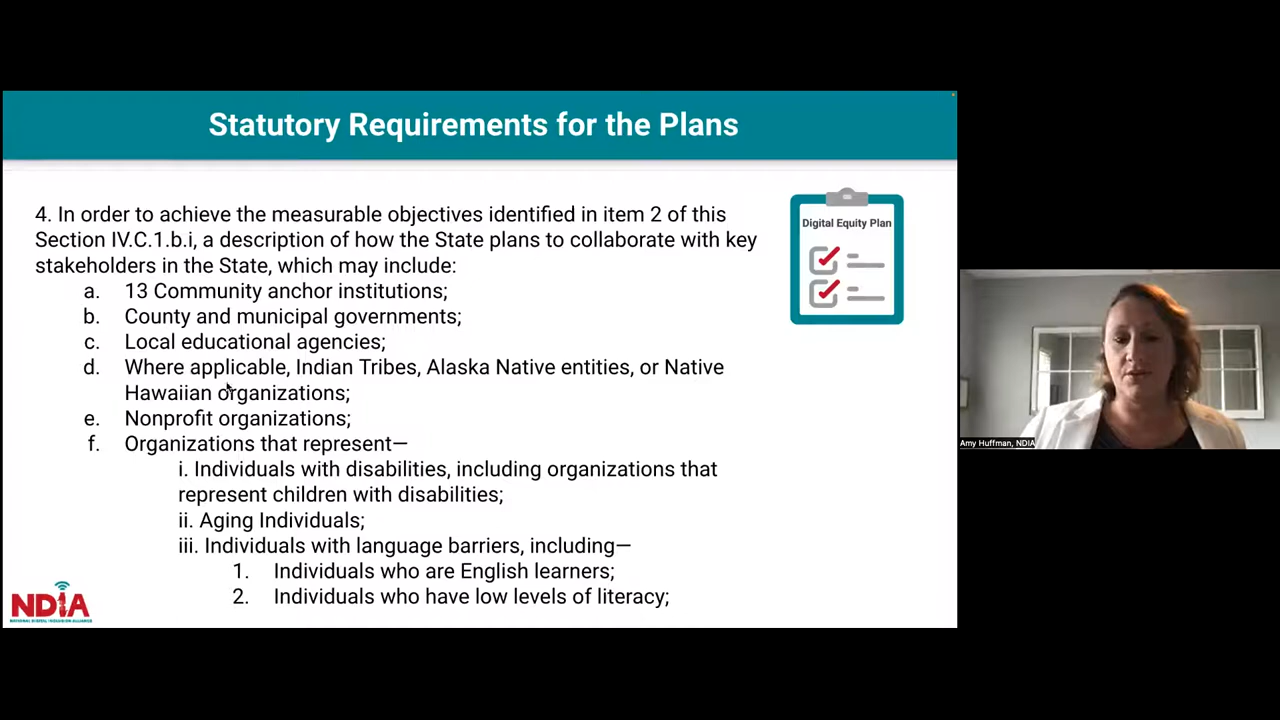 Statutory Requirements for the Plans
4. In order to achieve the measurable objectives identified in item 2 of this
Section IV.C.1.b.i, a description of how the State plans to collaborate with key
stakeholders in the State, which may include:
a. 13 Community anchor institutions;
b. County and municipal governments;
c. Local educational agencies;
d. Where applicable, Indian Tribes, Alaska Native entities, or Native
Hawaiian organizations;
e. Nonprofit organizations;
f. Organizations that represent—
i. Individuals with disabilities, including organizations that
represent children with disabilities;
ii. Aging Individuals;
iii. Individuals with language barriers, including—
1. Individuals who are English learners;
2. Individuals who have low levels of literacy;
Digital Equity Plan
NDIA
NATIONAL DIGITAL INCLUSION ALLIANCE
Amy Huffman, NDIA